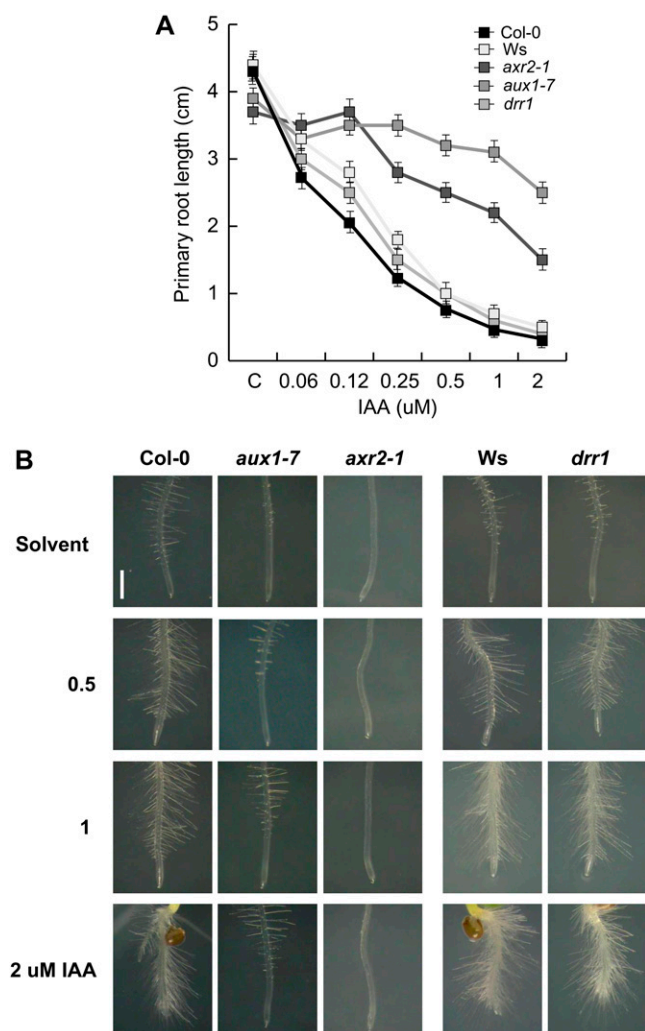 A
Col-0
Ws
axr2-1
aux1-7
drr1
Primary root length (cm)
5
4
3
2
1
0
C 0.06 0.12 0.25 0.5 1 2
IAA (uM)
B
Col-0 aux1-7 axr2-1 Ws drr1
Solvent
0.5
1
2 uM IAA